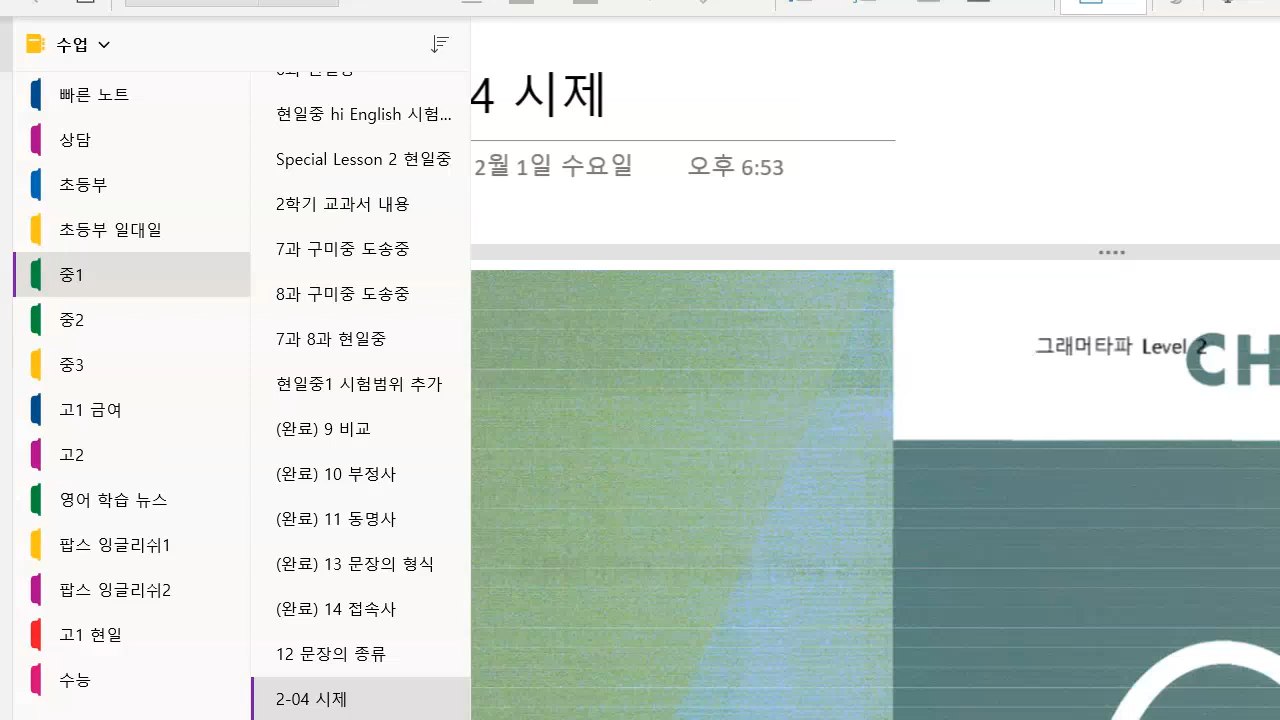 수업
빠른 노트
상담
초등부
초등부 일대일
중1
중2
중3
고1 금여
고2
영어 학습 뉴스
팝스 잉글리쉬1
팝스 잉글리쉬2
고1 현일
수능
현일중 hi English 시험...
Special Lesson 2 현일중
2학기 교과서 내용
7과 구미중 도송중
8과 구미중 도송중
7과 8과 현일중
현일중1 시험범위 추가
(완료) 9 비교
(완료) 10 부정사
(완료) 11 동명사
(완료) 13 문장의 형식
(완료) 14 접속사
12 문장의 종류
2-04 시제
4 시제
2월 1일 수요일 오후 6:53
그래머타파 Level 2
CH